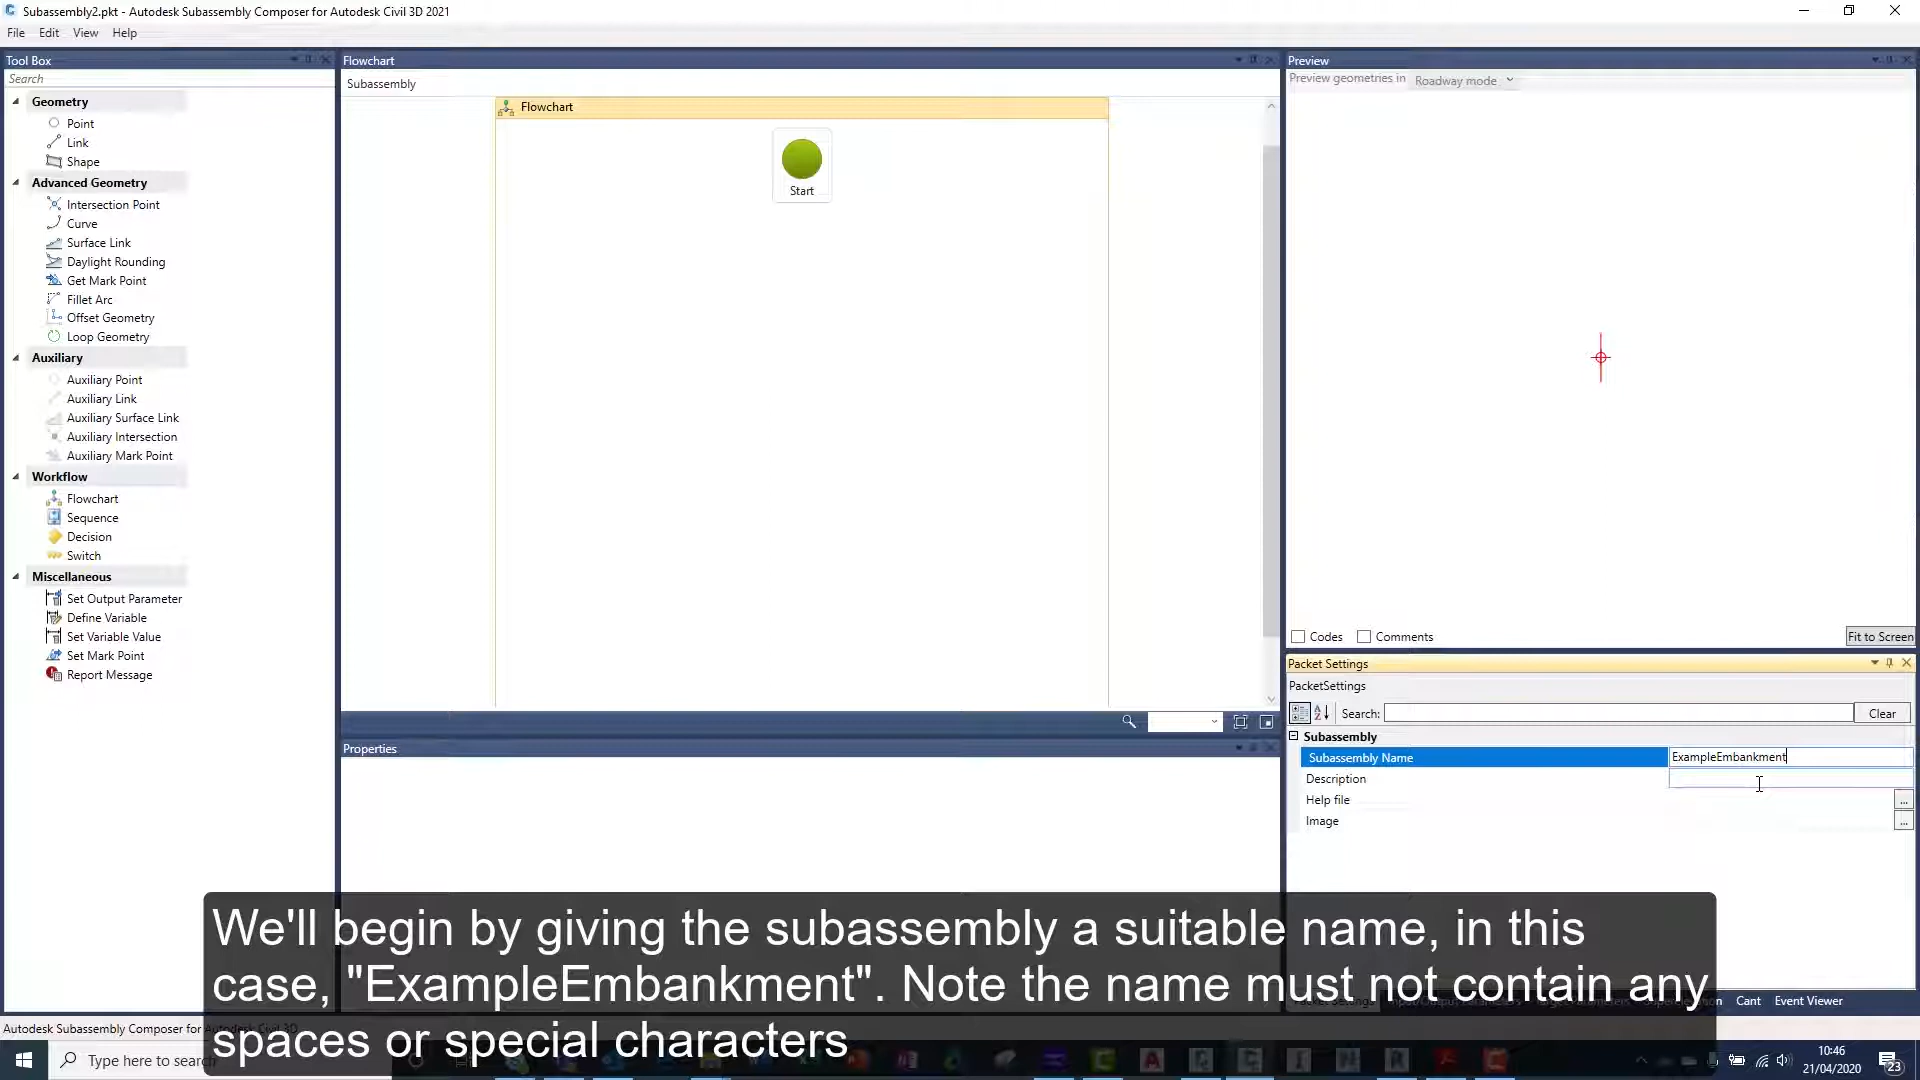 Subassembly2.pkt - Autodesk Subassembly Composer for Autodesk Civil 3D 2021
File Edit View Help
Tool Box
Search
Geometry
Point
Link
Shape
Advanced Geometry
Intersection Point
Curve
Surface Link
Daylight Rounding
Get Mark Point
Fillet Arc
Offset Geometry
Loop Geometry
Auxiliary
Auxiliary Point
Auxiliary Link
Auxiliary Surface Link
Auxiliary Intersection
Auxiliary Mark Point
Workflow
Flowchart
Sequence
Decision
Switch
Miscellaneous
Set Output Parameter
Define Variable
Set Variable Value
Set Mark Point
Report Message
Flowchart
Subassembly
Flowchart
Start
Properties
Preview
Preview geometries in Roadway mode
Codes Comments Fit to Screen
Packet Settings
PacketSettings
Search: Clear
Subassembly
Subassembly Name ExampleEmbankment
Description
Help file ...
Image ...
Cant Event Viewer
We'll begin by giving the subassembly a suitable name, in this
case, "ExampleEmbankment". Note the name must not contain any
spaces or special characters
Autodesk Subassembly Composer for Autodesk Civil 3D
Type here to search
10:46
21/04/2020
23